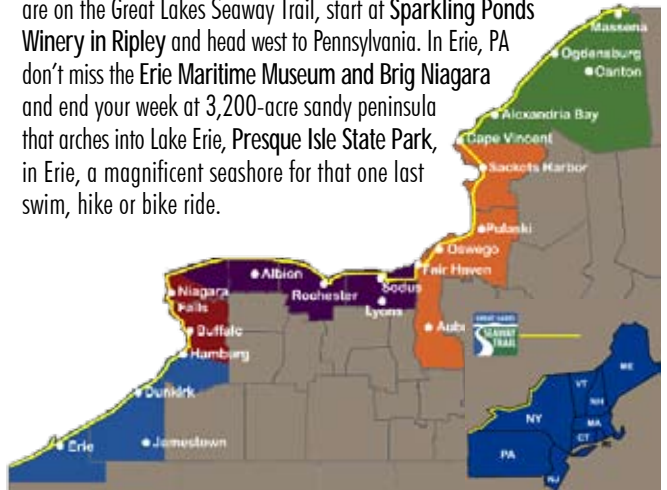 are on the Great Lakes Seaway Trail, start at Sparkling Ponds
Winery in Ripley and head west to Pennsylvania. In Erie, PA
don’t miss the Erie Maritime Museum and Brig Niagara
and end your week at 3,200-acre sandy peninsula
that arches into Lake Erie, Presque Isle State Park,
in Erie, a magnificent seashore for that one last
swim, hike or bike ride.
Massena
Ogdensburg
Canton
Alexandria Bay
Cape Vincent
Sackets Harbor
Pulaski
Oswego
Fair Haven
Albion
Rochester
Sodus
Lyons
Niagara
Falls
Buffalo
Hamburg
Dunkirk
Erie
Jamestown
GREAT LAKES
SEAWAY
TRAIL
ME
VT
NH
NY
MA
CT
PA
NJ